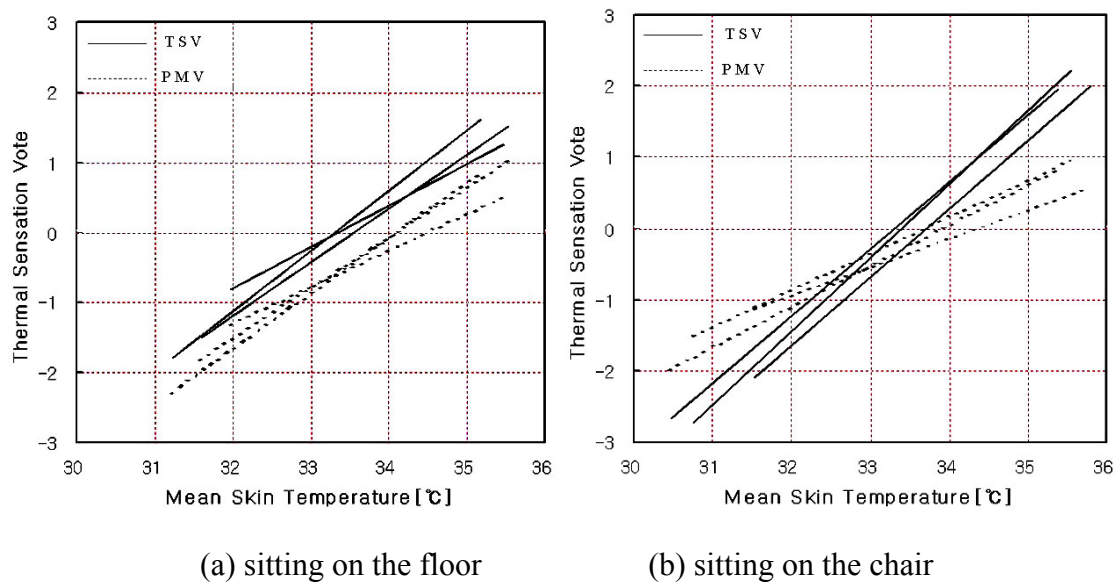 3
2
1
0
−1
−2
−3
30
31
32
33
34
35
36
TSV
PMV
Thermal Sensation Vote
Mean Skin Temperature[℃]
3
2
1
0
−1
−2
−3
30
31
32
33
34
35
36
TSV
PMV
Thermal Sensation Vote
Mean Skin Temperature[℃]
(a) sitting on the floor
(b) sitting on the chair